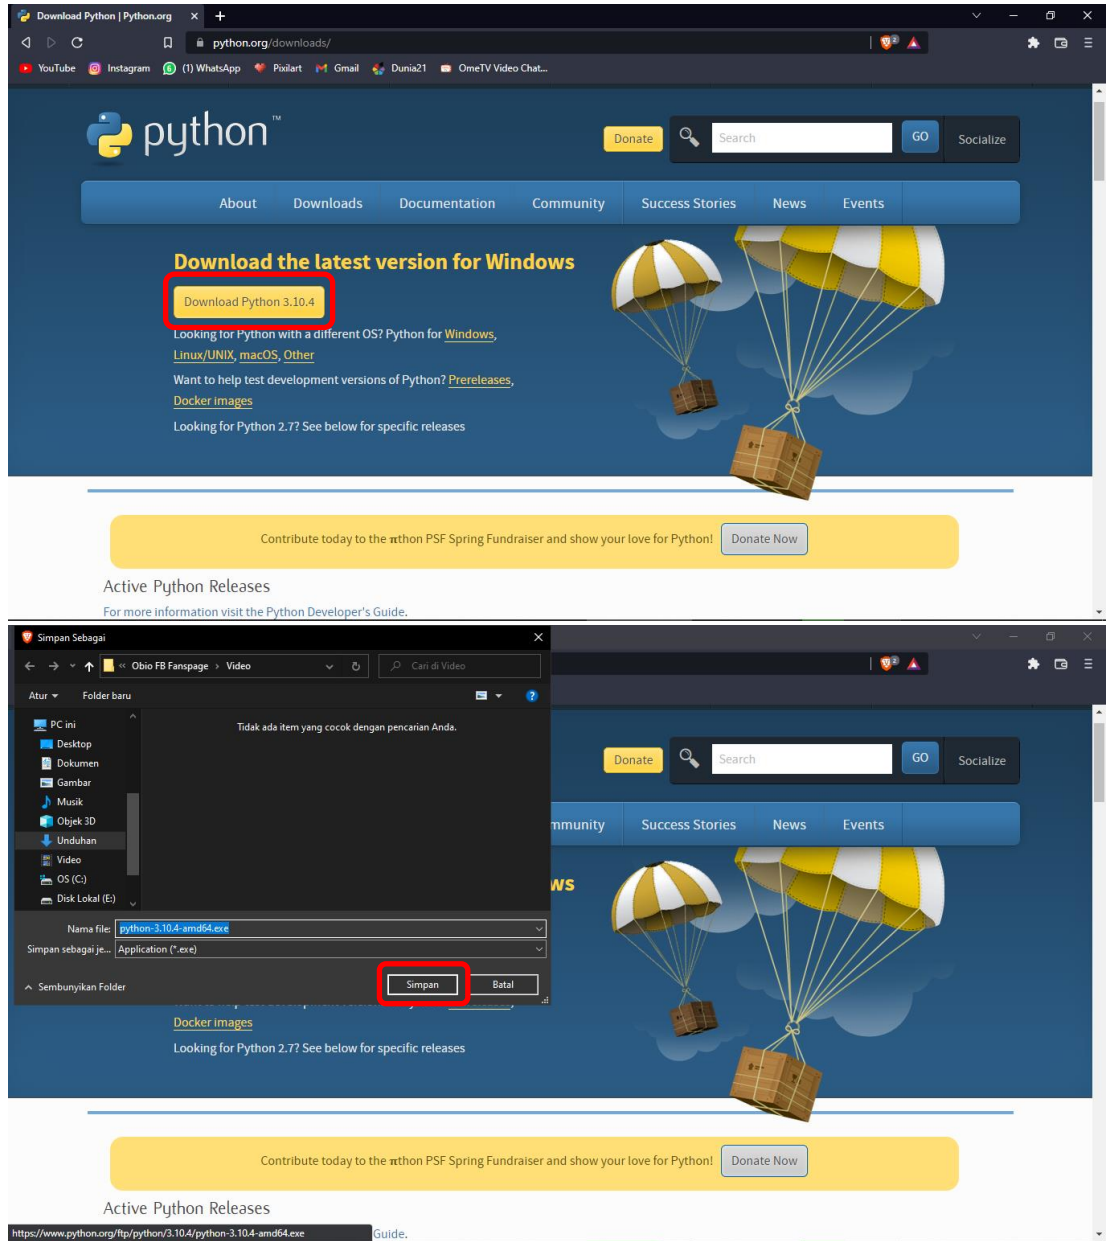 Download Python | Python.org
python.org/downloads/
2
YouTube Instagram (1) WhatsApp Pixilart Gmail Dunia21 OmeTV Video Chat...
python™
Donate Search GO Socialize
About Downloads Documentation Community Success Stories News Events
Download the latest version for Windows
Download Python 3.10.4
Looking for Python with a different OS? Python for Windows,
Linux/UNIX, macOS, Other
Want to help test development versions of Python? Prereleases,
Docker images
Looking for Python 2.7? See below for specific releases
Contribute today to the πthon PSF Spring Fundraiser and show your love for Python! Donate Now
Active Python Releases
For more information visit the Python Developer's Guide.
Simpan Sebagai
« Obio FB Fanspage › Video Cari di Video
2
Atur Folder baru
PC ini
Desktop
Dokumen
Gambar
Musik
Objek 3D
Unduhan
Video
OS (C:)
Disk Lokal (E:)
Tidak ada item yang cocok dengan pencarian Anda.
Nama file: python-3.10.4-amd64.exe
Simpan sebagai je... Application (*.exe)
Sembunyikan Folder Simpan Batal
Donate Search GO Socialize
mmunity Success Stories News Events
ws
Docker images
Looking for Python 2.7? See below for specific releases
Contribute today to the πthon PSF Spring Fundraiser and show your love for Python! Donate Now
Active Python Releases
https://www.python.org/ftp/python/3.10.4/python-3.10.4-amd64.exe Guide.